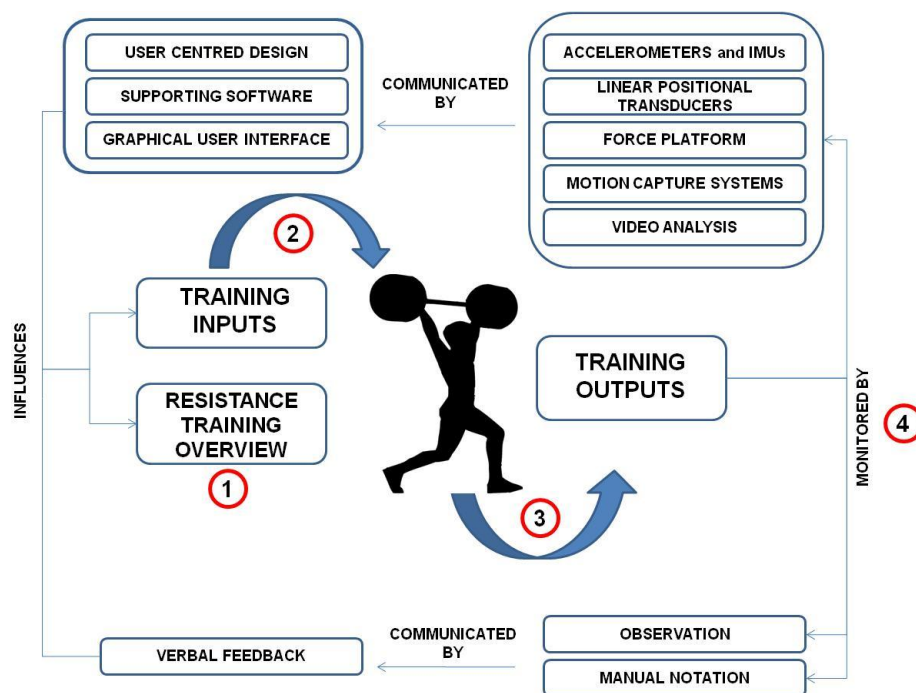 USER CENTRED DESIGN
SUPPORTING SOFTWARE
GRAPHICAL USER INTERFACE
COMMUNICATED
BY
ACCELEROMETERS and IMUs
LINEAR POSITIONAL
TRANSDUCERS
FORCE PLATFORM
MOTION CAPTURE SYSTEMS
VIDEO ANALYSIS
2
TRAINING
INPUTS
RESISTANCE
TRAINING
OVERVIEW
1
INFLUENCES
TRAINING
OUTPUTS
3
MONITORED BY
4
VERBAL FEEDBACK
COMMUNICATED
BY
OBSERVATION
MANUAL NOTATION